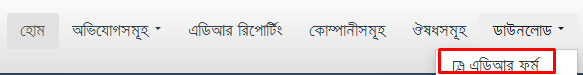 হোম অভিযোগসমূহ এডিআর রিপোর্টিং কোম্পানীসমূহ ঔষধসমূহ ডাউনলোড
এডিআর ফর্ম